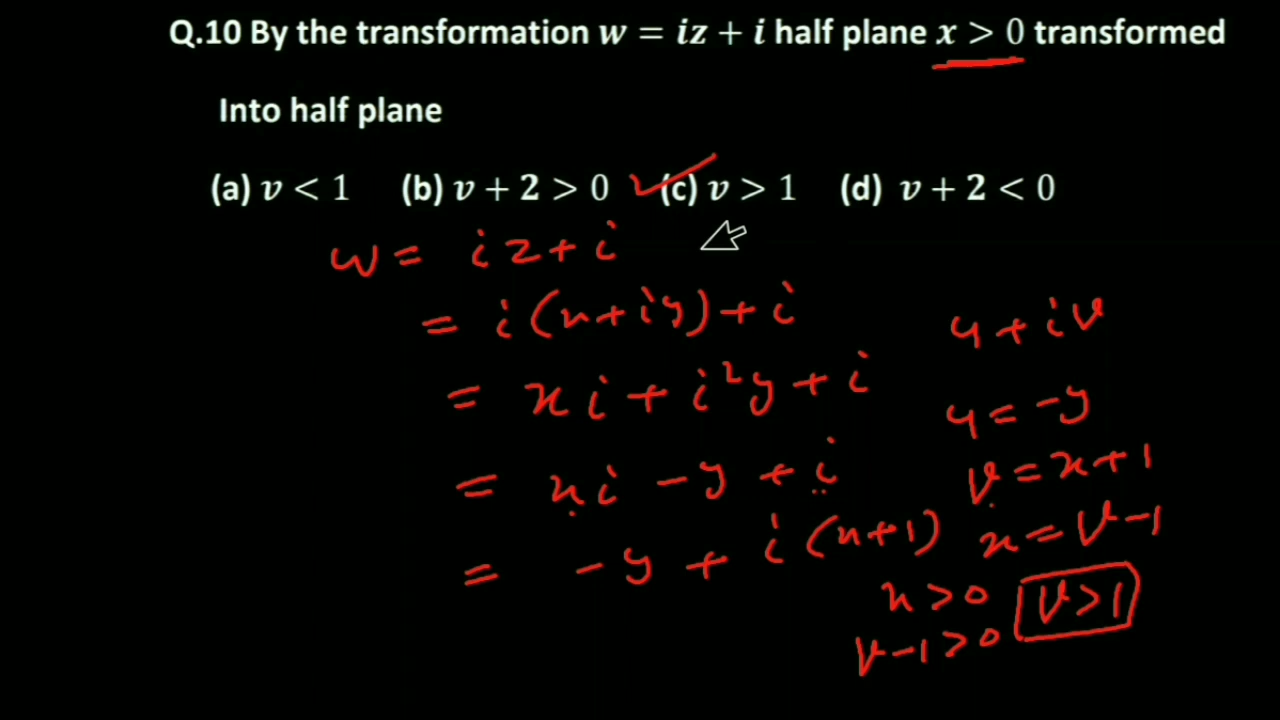 Q.10 By the transformation w = iz + i half plane x > 0 transformed
Into half plane
(a) v < 1 (b) v + 2 > 0 (c) v > 1 (d) v + 2 < 0
w = iz + i
= i(x+iy) + i
= xi + i²y + i
= xi - y + i
= -y + i(x+1)
u + iv
u = -y
v = x+1
x = v-1
x > 0
v > 1
v-1 > 0